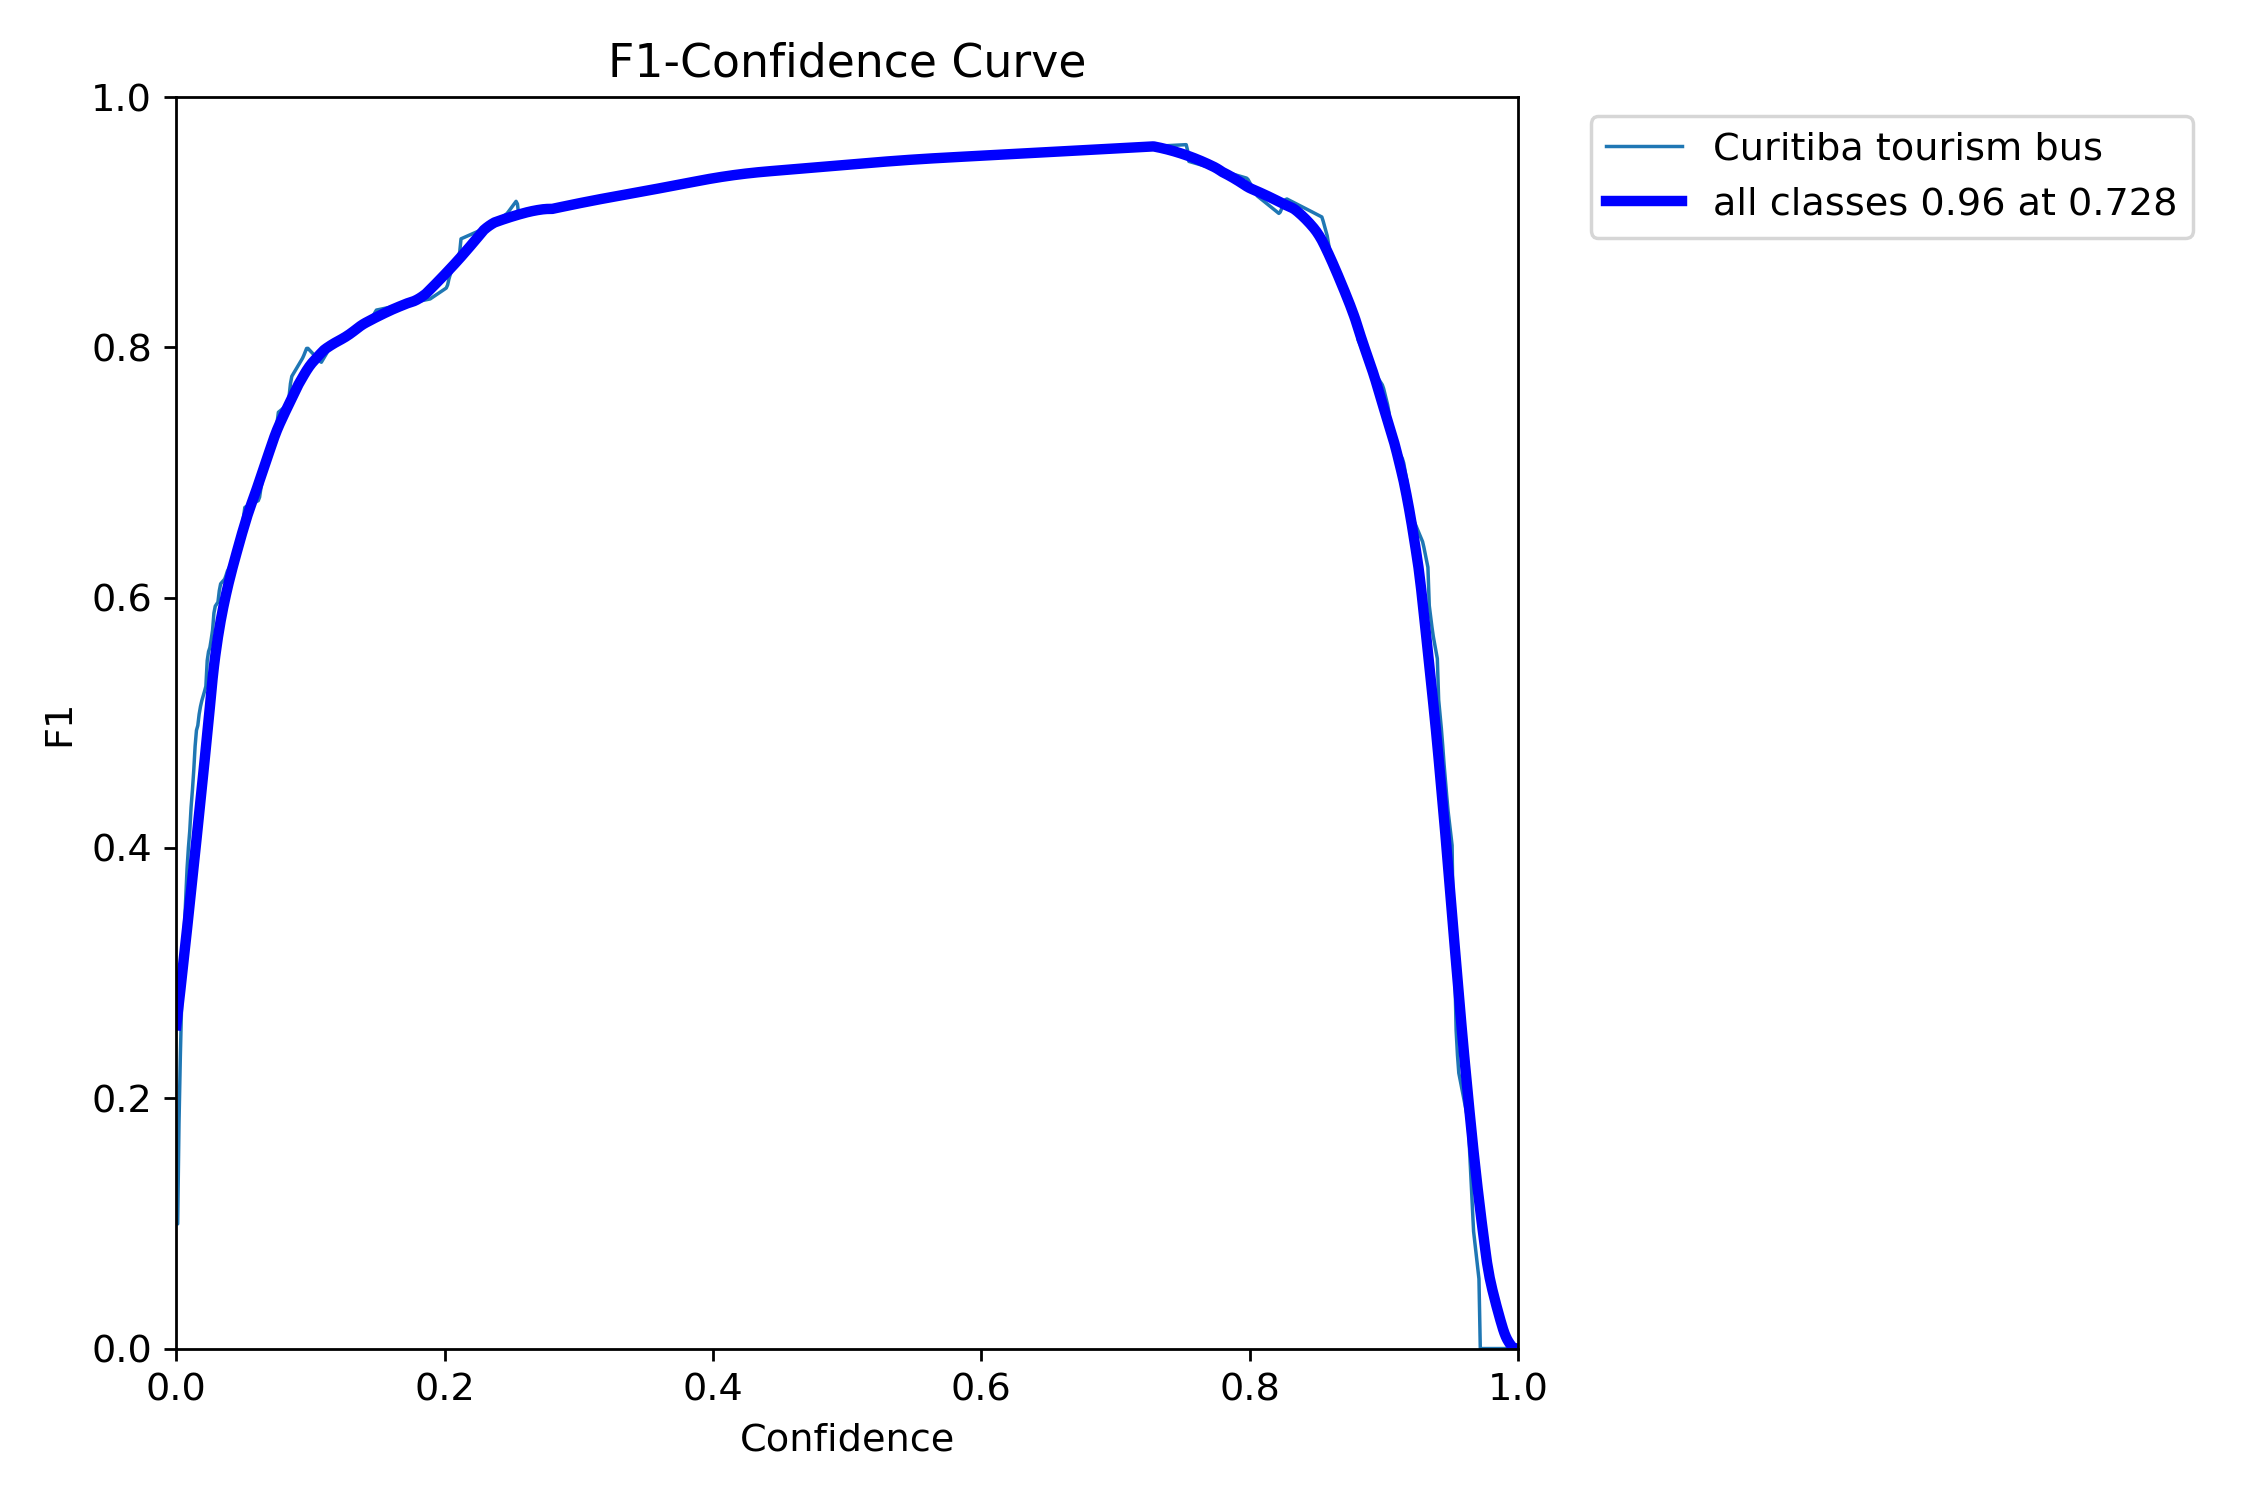 F1-Confidence Curve
1.0
0.8
0.6
0.4
0.2
0.0
F1
0.0 0.2 0.4 0.6 0.8 1.0
Confidence
Curitiba tourism bus
all classes 0.96 at 0.728